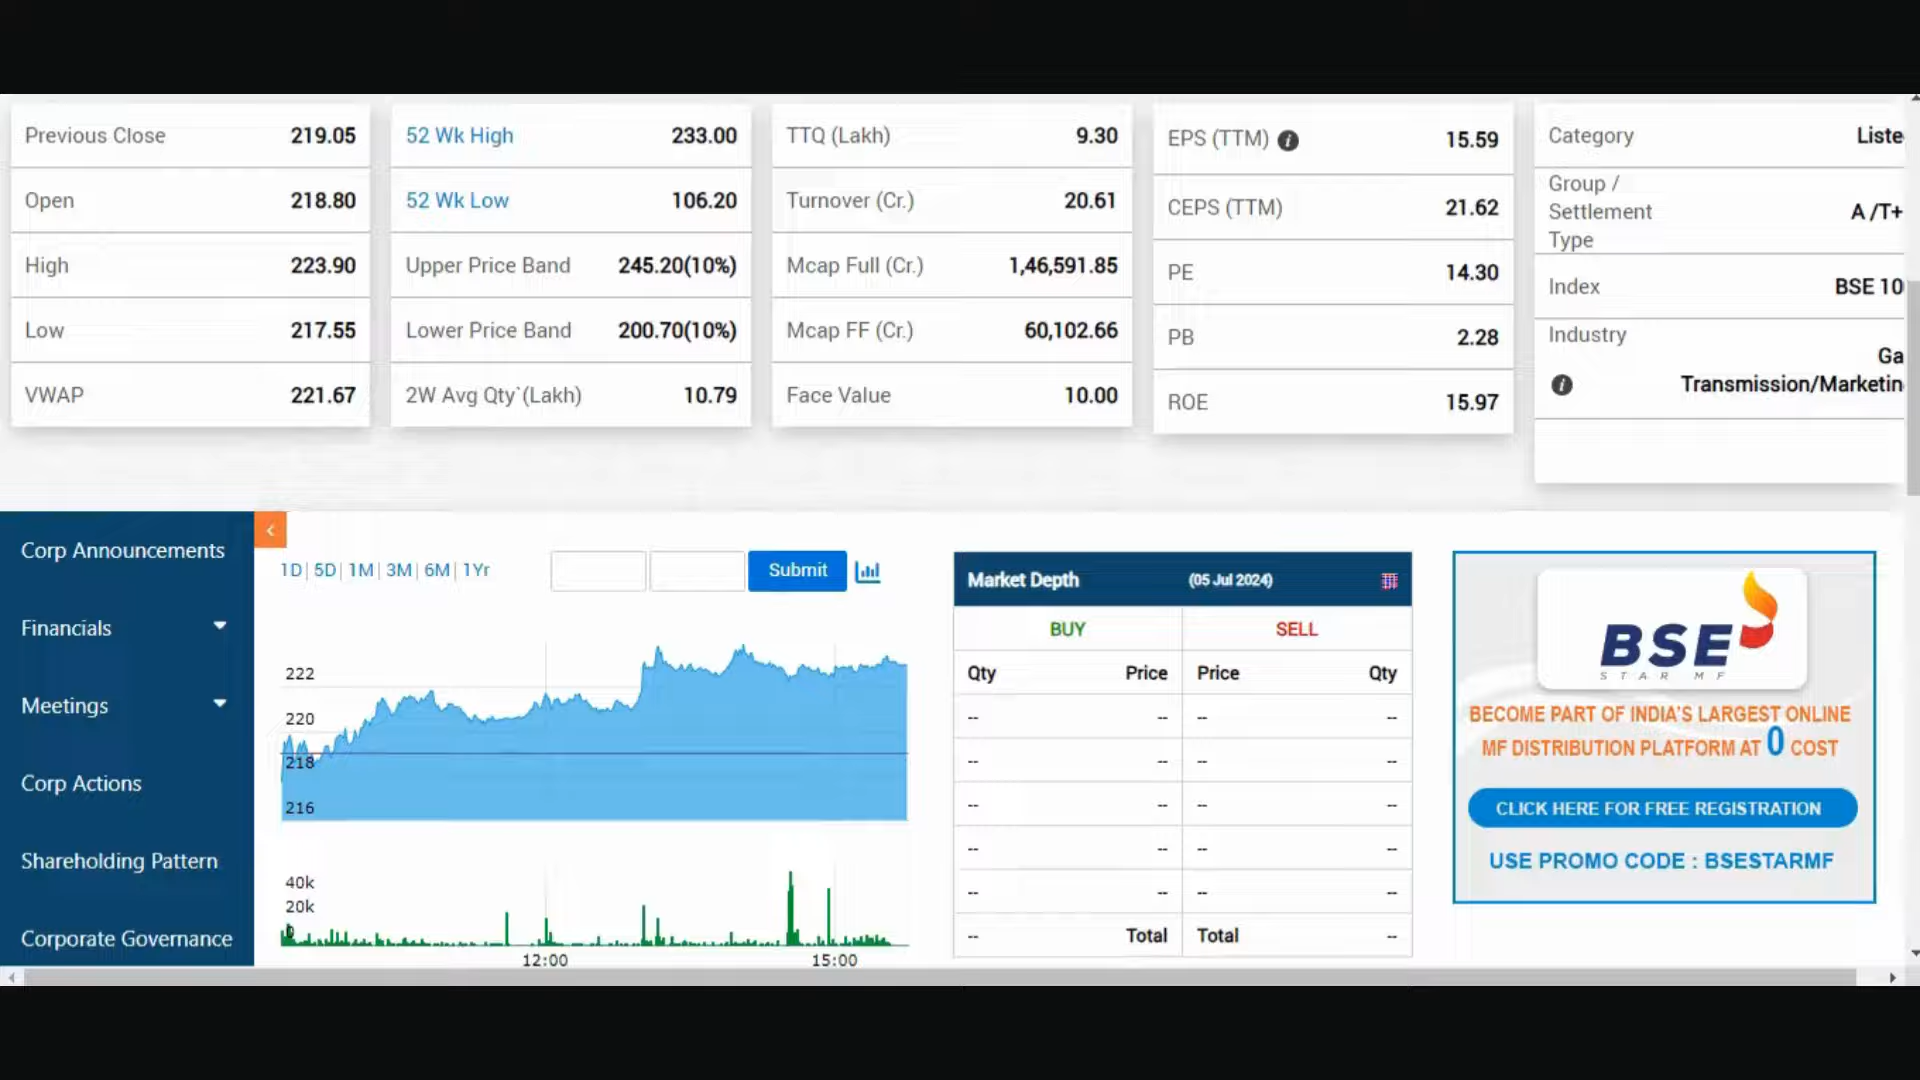 Previous Close 219.05
Open 218.80
High 223.90
Low 217.55
VWAP 221.67
52 Wk High 233.00
52 Wk Low 106.20
Upper Price Band 245.20(10%)
Lower Price Band 200.70(10%)
2W Avg Qty`(Lakh) 10.79
TTQ (Lakh) 9.30
Turnover (Cr.) 20.61
Mcap Full (Cr.) 1,46,591.85
Mcap FF (Cr.) 60,102.66
Face Value 10.00
EPS (TTM) i 15.59
CEPS (TTM) 21.62
PE 14.30
PB 2.28
ROE 15.97
Category Liste
Group /
Settlement A /T+
Type
Index BSE 10
Industry
Ga
i Transmission/Marketin
Corp Announcements
Financials
Meetings
Corp Actions
Shareholding Pattern
Corporate Governance
1D | 5D | 1M | 3M | 6M | 1Yr Submit
222
220
218
216
40k
20k
0
12:00 15:00
Market Depth (05 Jul 2024)
BUY SELL
Qty Price Price Qty
-- -- -- --
-- -- -- --
-- -- -- --
-- -- -- --
-- -- -- --
-- Total Total --
BSE
STAR MF
BECOME PART OF INDIA'S LARGEST ONLINE
MF DISTRIBUTION PLATFORM AT 0 COST
CLICK HERE FOR FREE REGISTRATION
USE PROMO CODE : BSESTARMF